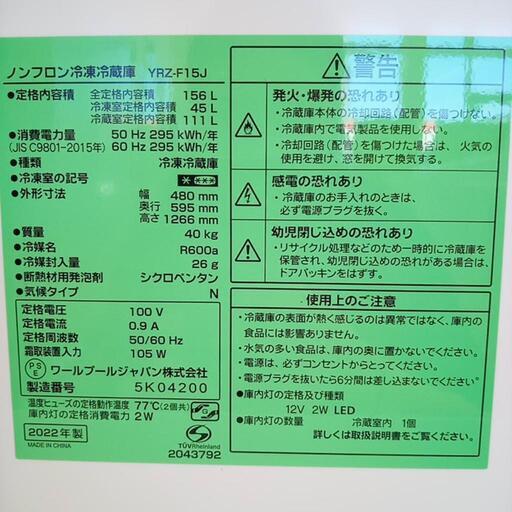 ノンフロン冷凍冷蔵庫 YRZ-F15J
●定格内容積 全定格内容積 156 L
冷凍室定格内容積 45 L
冷蔵室定格内容積 111 L
●消費電力量 50 Hz 295 kWh/年
(JIS C9801-2015年) 60 Hz 295 kWh/年
●種類 冷凍冷蔵庫
●冷凍室の記号
●外形寸法 幅 480 mm
奥行 595 mm
高さ 1266 mm
●質量 40 kg
●冷媒名 R600a
●冷媒封入量 26 g
●断熱材用発泡剤 シクロペンタン
●気候タイプ N
定格電圧 100 V
定格電流 0.9 A
定格周波数 50/60 Hz
霜取装置入力 105 W
PSE ワールプールジャパン株式会社
製造番号 5K04200
温度ヒューズの定格動作温度 77℃(2個共)
庫内灯の定格消費電力 2W
G
2022年製
MADE IN CHINA
TÜVRheinland
2043792
警告
発火・爆発の恐れあり
・冷蔵庫本体の冷却回路(配管)を傷つけない。
・冷蔵庫内で電気製品を使用しない。
・冷却回路(配管)を傷つけた場合は、火気の使用を避け、窓を開けて換気する。
感電の恐れあり
・冷蔵庫のお手入れのときは、
必ず電源プラグを抜く。
幼児閉じ込めの恐れあり
・リサイクル処理などのため一時的に冷蔵庫
を保管され、幼児閉じ込めの恐れがある場合は、
ドアパッキンをはずす。
使用上のご注意
・冷蔵庫の表面が熱く感じるのは異常ではなく、庫内の
食品には影響ありません。
・水気の多い食品は、庫内の奥に置かないでください。
・電源は、必ずコンセントからとってください。
・電源プラグを抜いたら6分間は差し込まないでください。
●庫内灯の定格及び種類
12V 2W LED
●庫内灯の数量 冷蔵室内 1個
詳しくは取扱説明書をご覧ください。